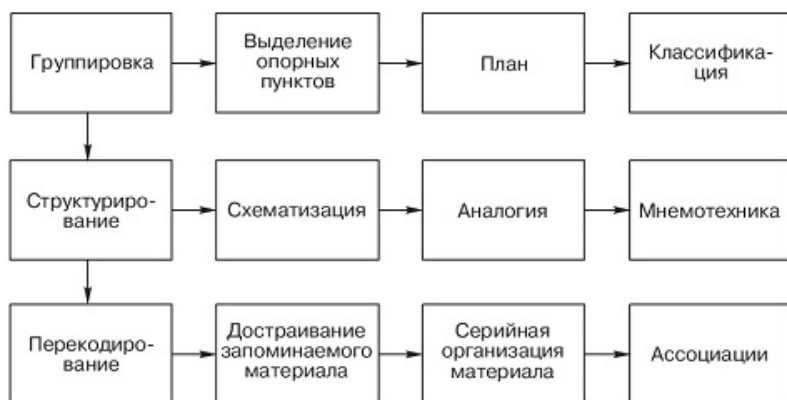 Группировка
Выделение
опорных
пунктов
План
Классифика-
ция
Структуриро-
вание
Схематизация
Аналогия
Мнемотехника
Перекодиро-
вание
Достраивание
запоминаемого
материала
Серийная
организация
материала
Ассоциации